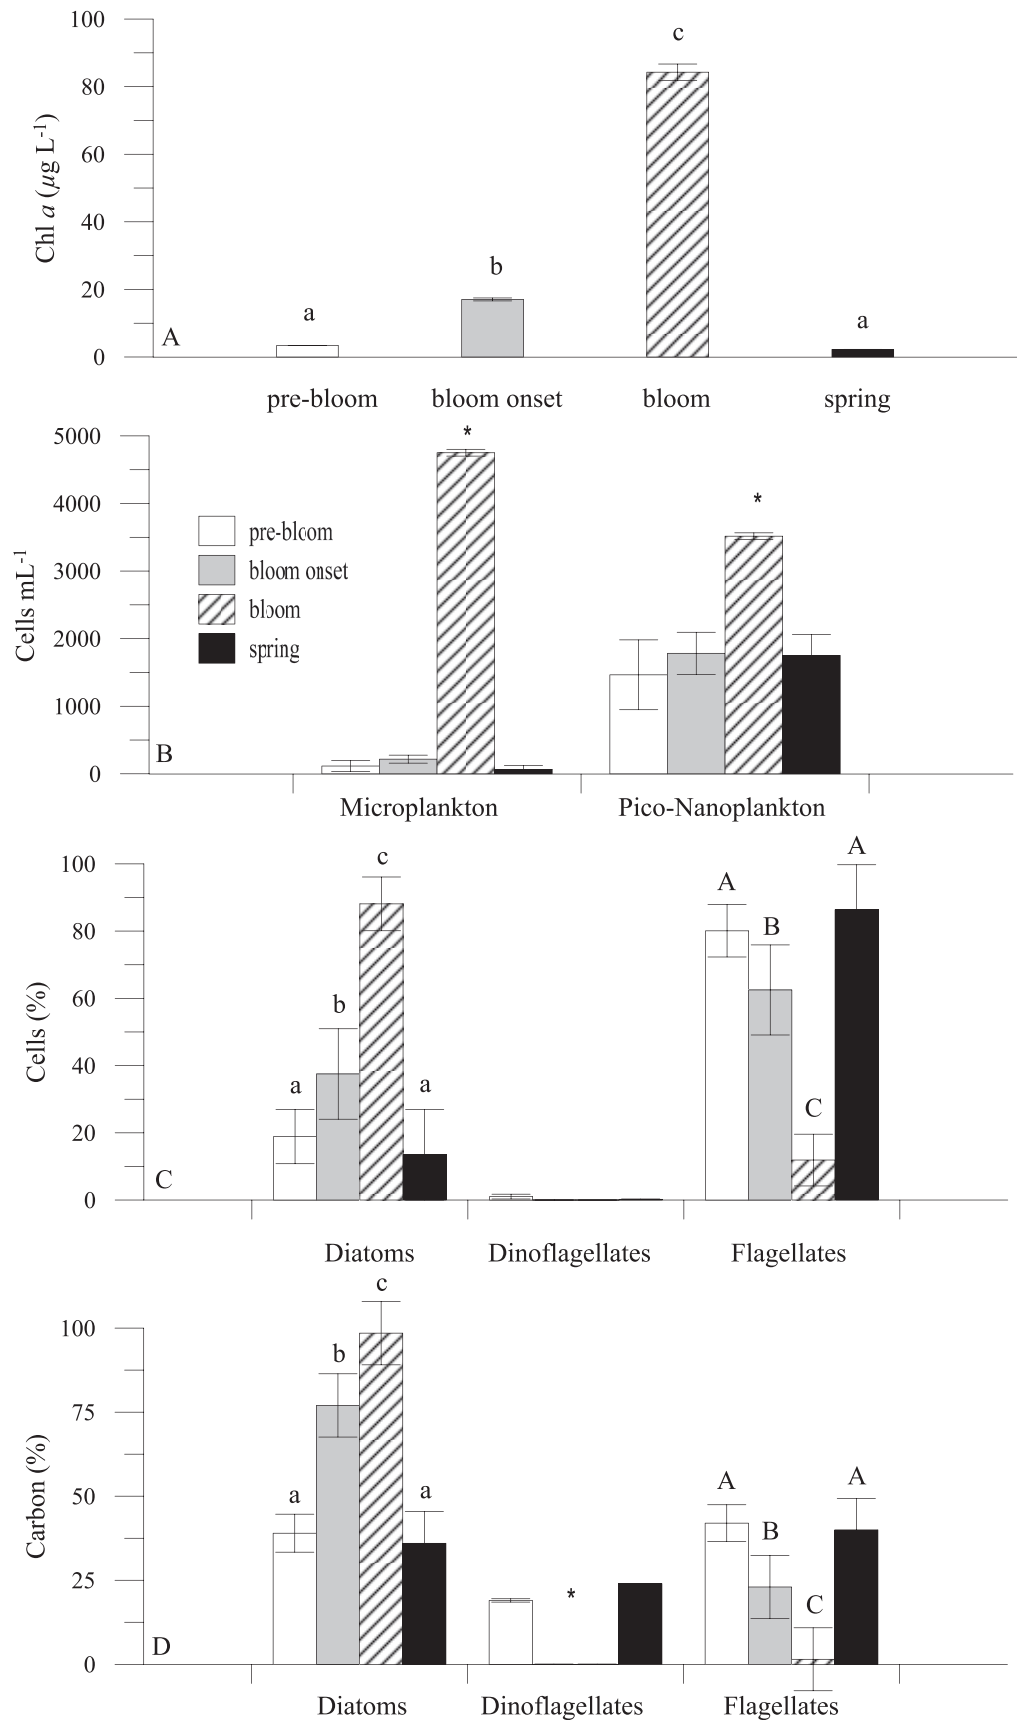 100
c
80
60
Chl a (µg L-1)
40
b
20
a
a
A
0
pre-bloom bloom onset bloom spring
5000
*
4000
*
pre-bloom
3000
bloom onset
Cells mL-1
bloom
2000
spring
1000
B
0
Microplankton Pico-Nanoplankton
100
c
A
A
80
B
60
b
Cells (%)
40
a
a
C
20
C
0
Diatoms Dinoflagellates Flagellates
c
100
b
75
a
a
A
A
50
B
Carbon (%)
25
*
C
D
0
Diatoms Dinoflagellates Flagellates